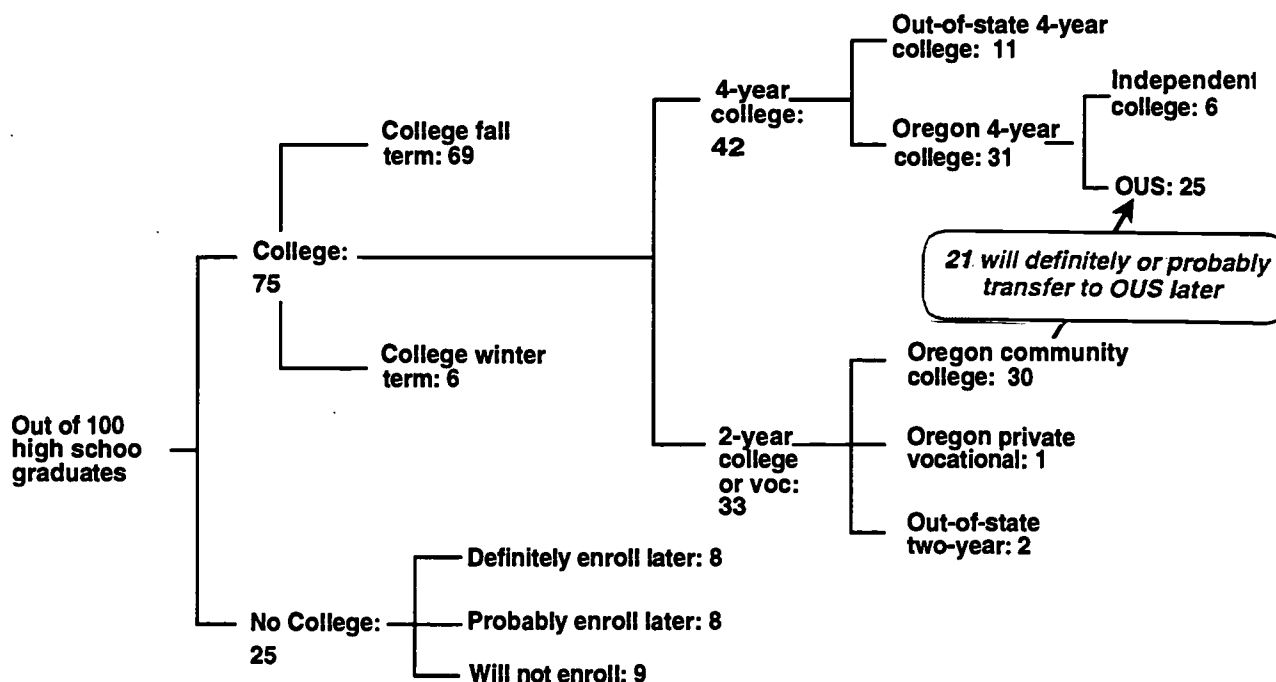 Out-of-state 4-year
college: 11
4-year
college:
42
Independent
college: 6
Oregon 4-year
college: 31
OUS: 25
College fall
term: 69
College:
75
21 will definitely or probably
transfer to OUS later
College winter
term: 6
Oregon community
college: 30
Out of 100
high schoo
graduates
2-year
college
or voc:
33
Oregon private
vocational: 1
Out-of-state
two-year: 2
Definitely enroll later: 8
No College:
25
Probably enroll later: 8
Will not enroll: 9